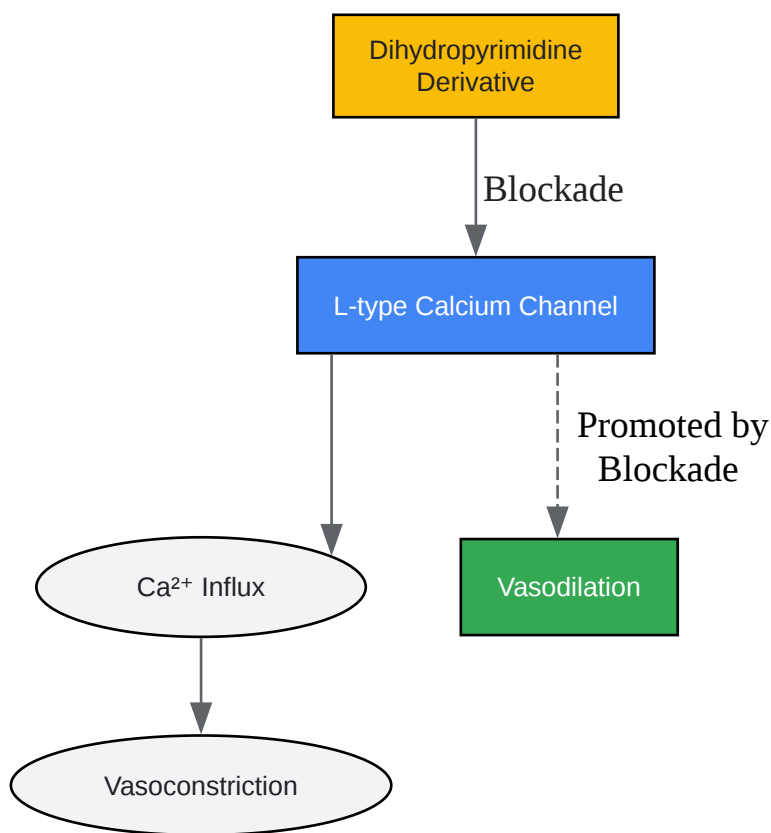 Dihydropyrimidine
Derivative
Blockade
L-type Calcium Channel
Promoted by
Blockade
Ca²⁺ Influx
Vasodilation
Vasoconstriction